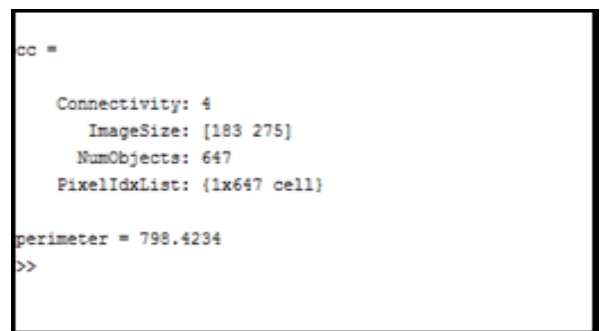 cc =
Connectivity: 4
ImageSize: [183 275]
NumObjects: 647
PixelIdxList: {1x647 cell}
perimeter = 798.4234
>>